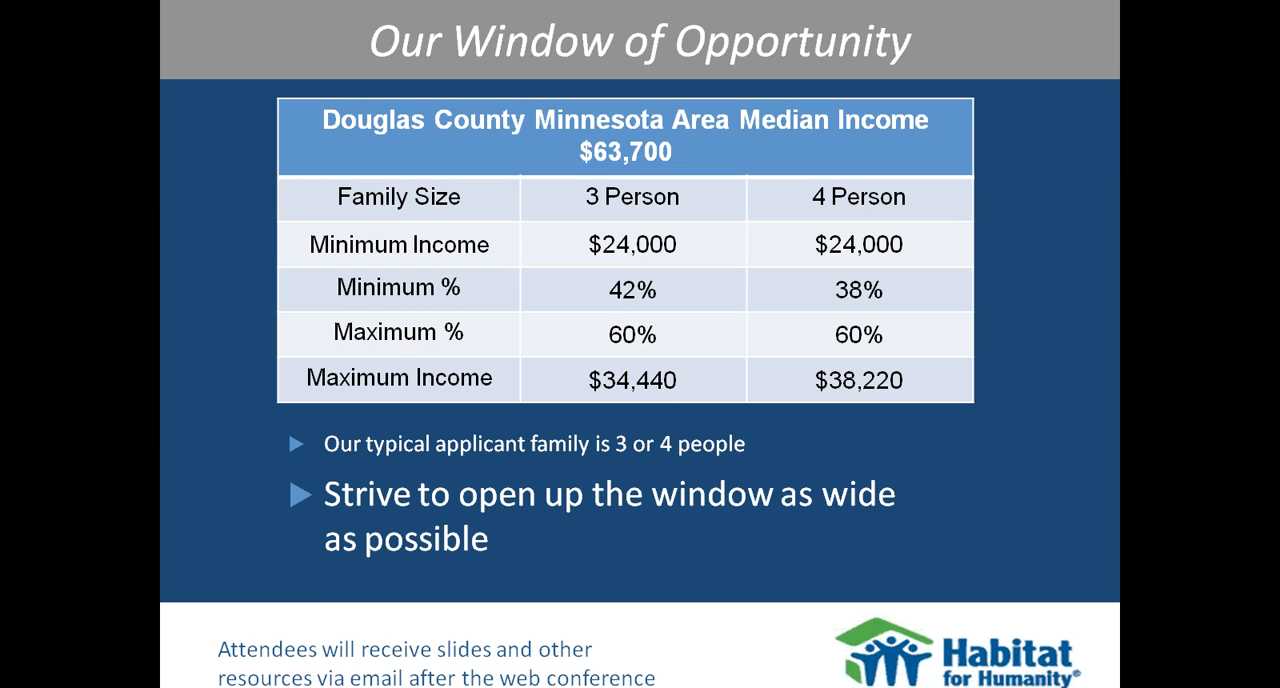 Our Window of Opportunity
Douglas County Minnesota Area Median Income
$63,700
Family Size 3 Person 4 Person
Minimum Income $24,000 $24,000
Minimum % 42% 38%
Maximum % 60% 60%
Maximum Income $34,440 $38,220
Our typical applicant family is 3 or 4 people
Strive to open up the window as wide
as possible
Attendees will receive slides and other
resources via email after the web conference
Habitat
for Humanity®